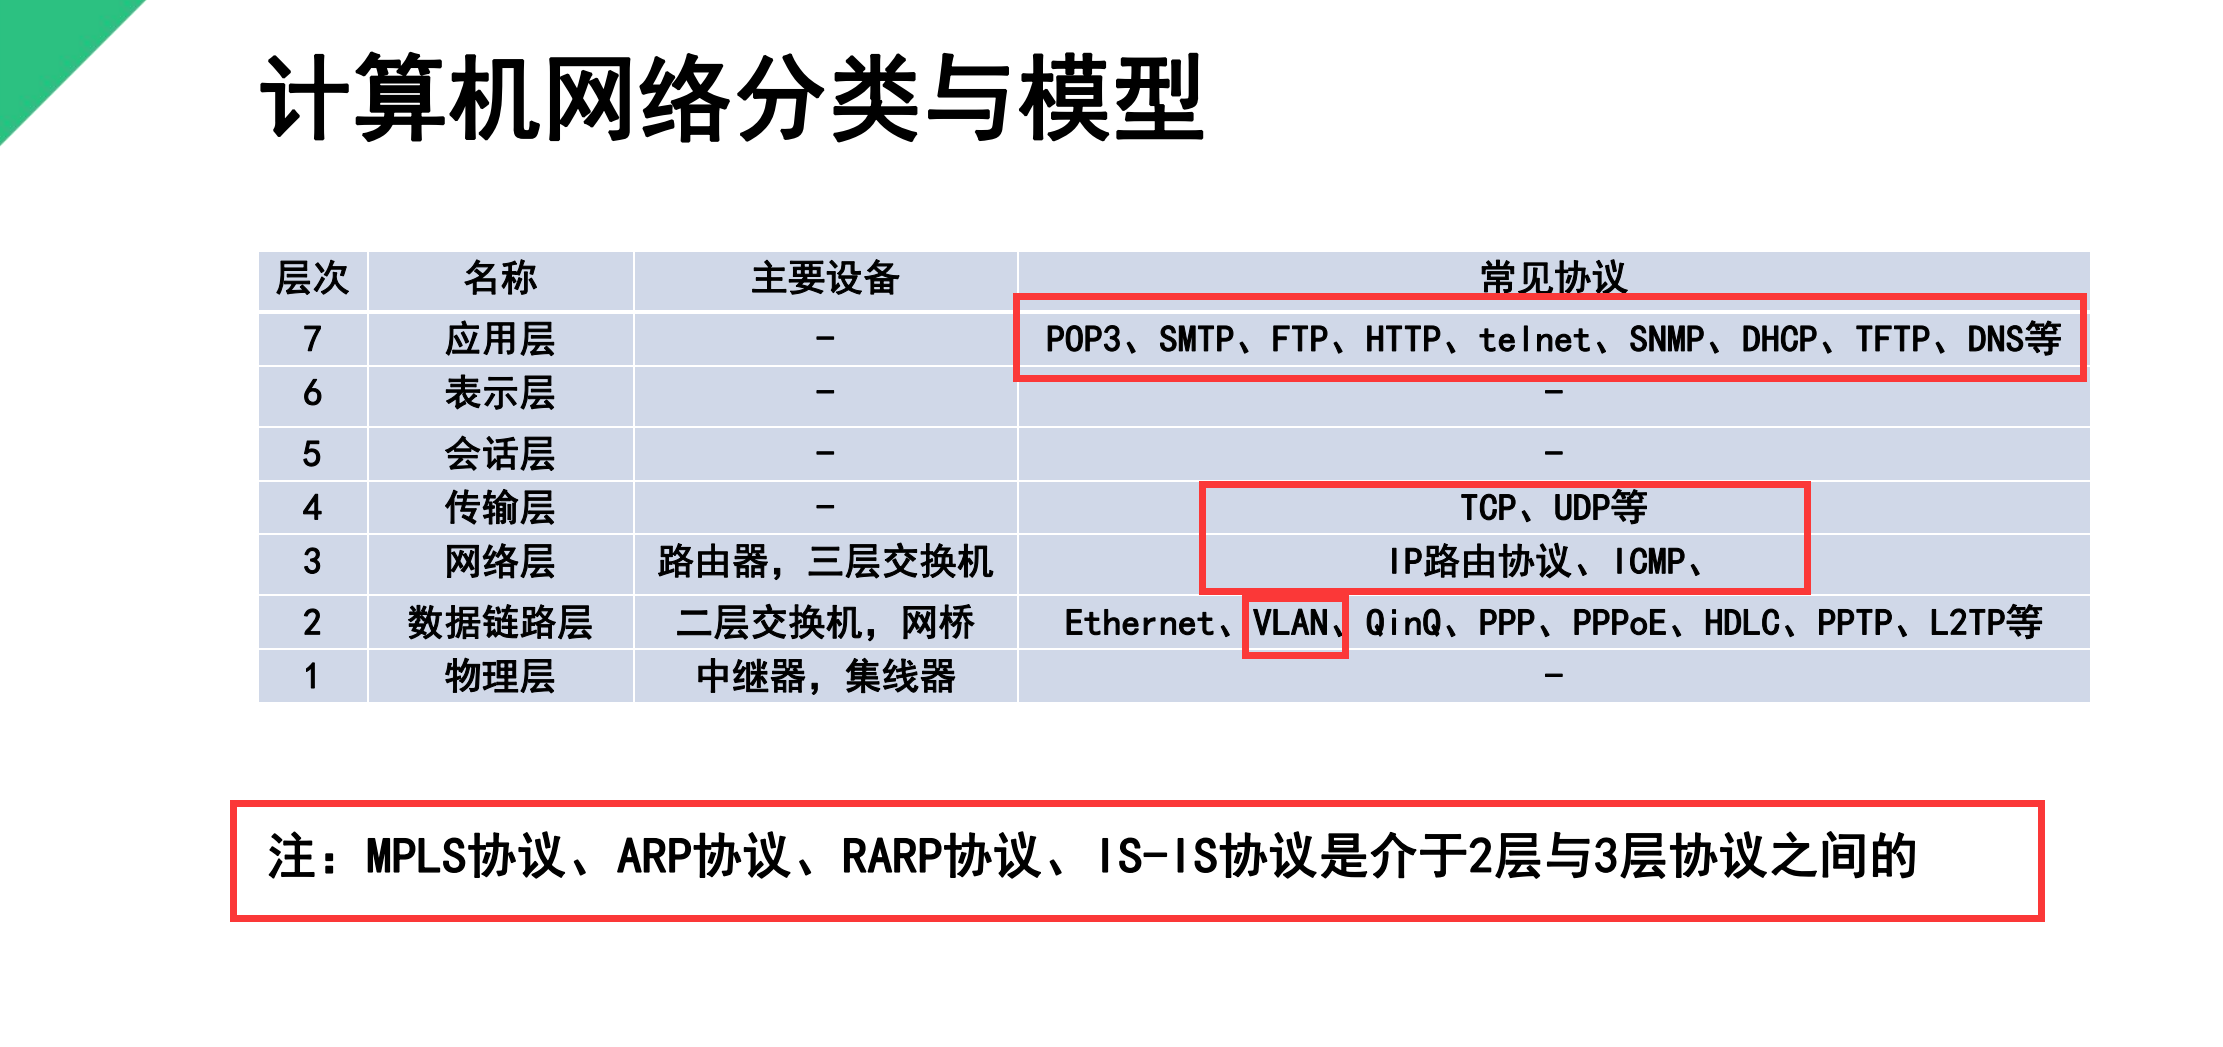 计算机网络分类与模型
层次 名称 主要设备 常见协议
7 应用层 - POP3、SMTP、FTP、HTTP、telnet、SNMP、DHCP、TFTP、DNS等
6 表示层 - -
5 会话层 - -
4 传输层 - TCP、UDP等
3 网络层 路由器，三层交换机 IP路由协议、ICMP、
2 数据链路层 二层交换机，网桥 Ethernet、VLAN、QinQ、PPP、PPPoE、HDLC、PPTP、L2TP等
1 物理层 中继器，集线器 -
注：MPLS协议、ARP协议、RARP协议、IS-IS协议是介于2层与3层协议之间的